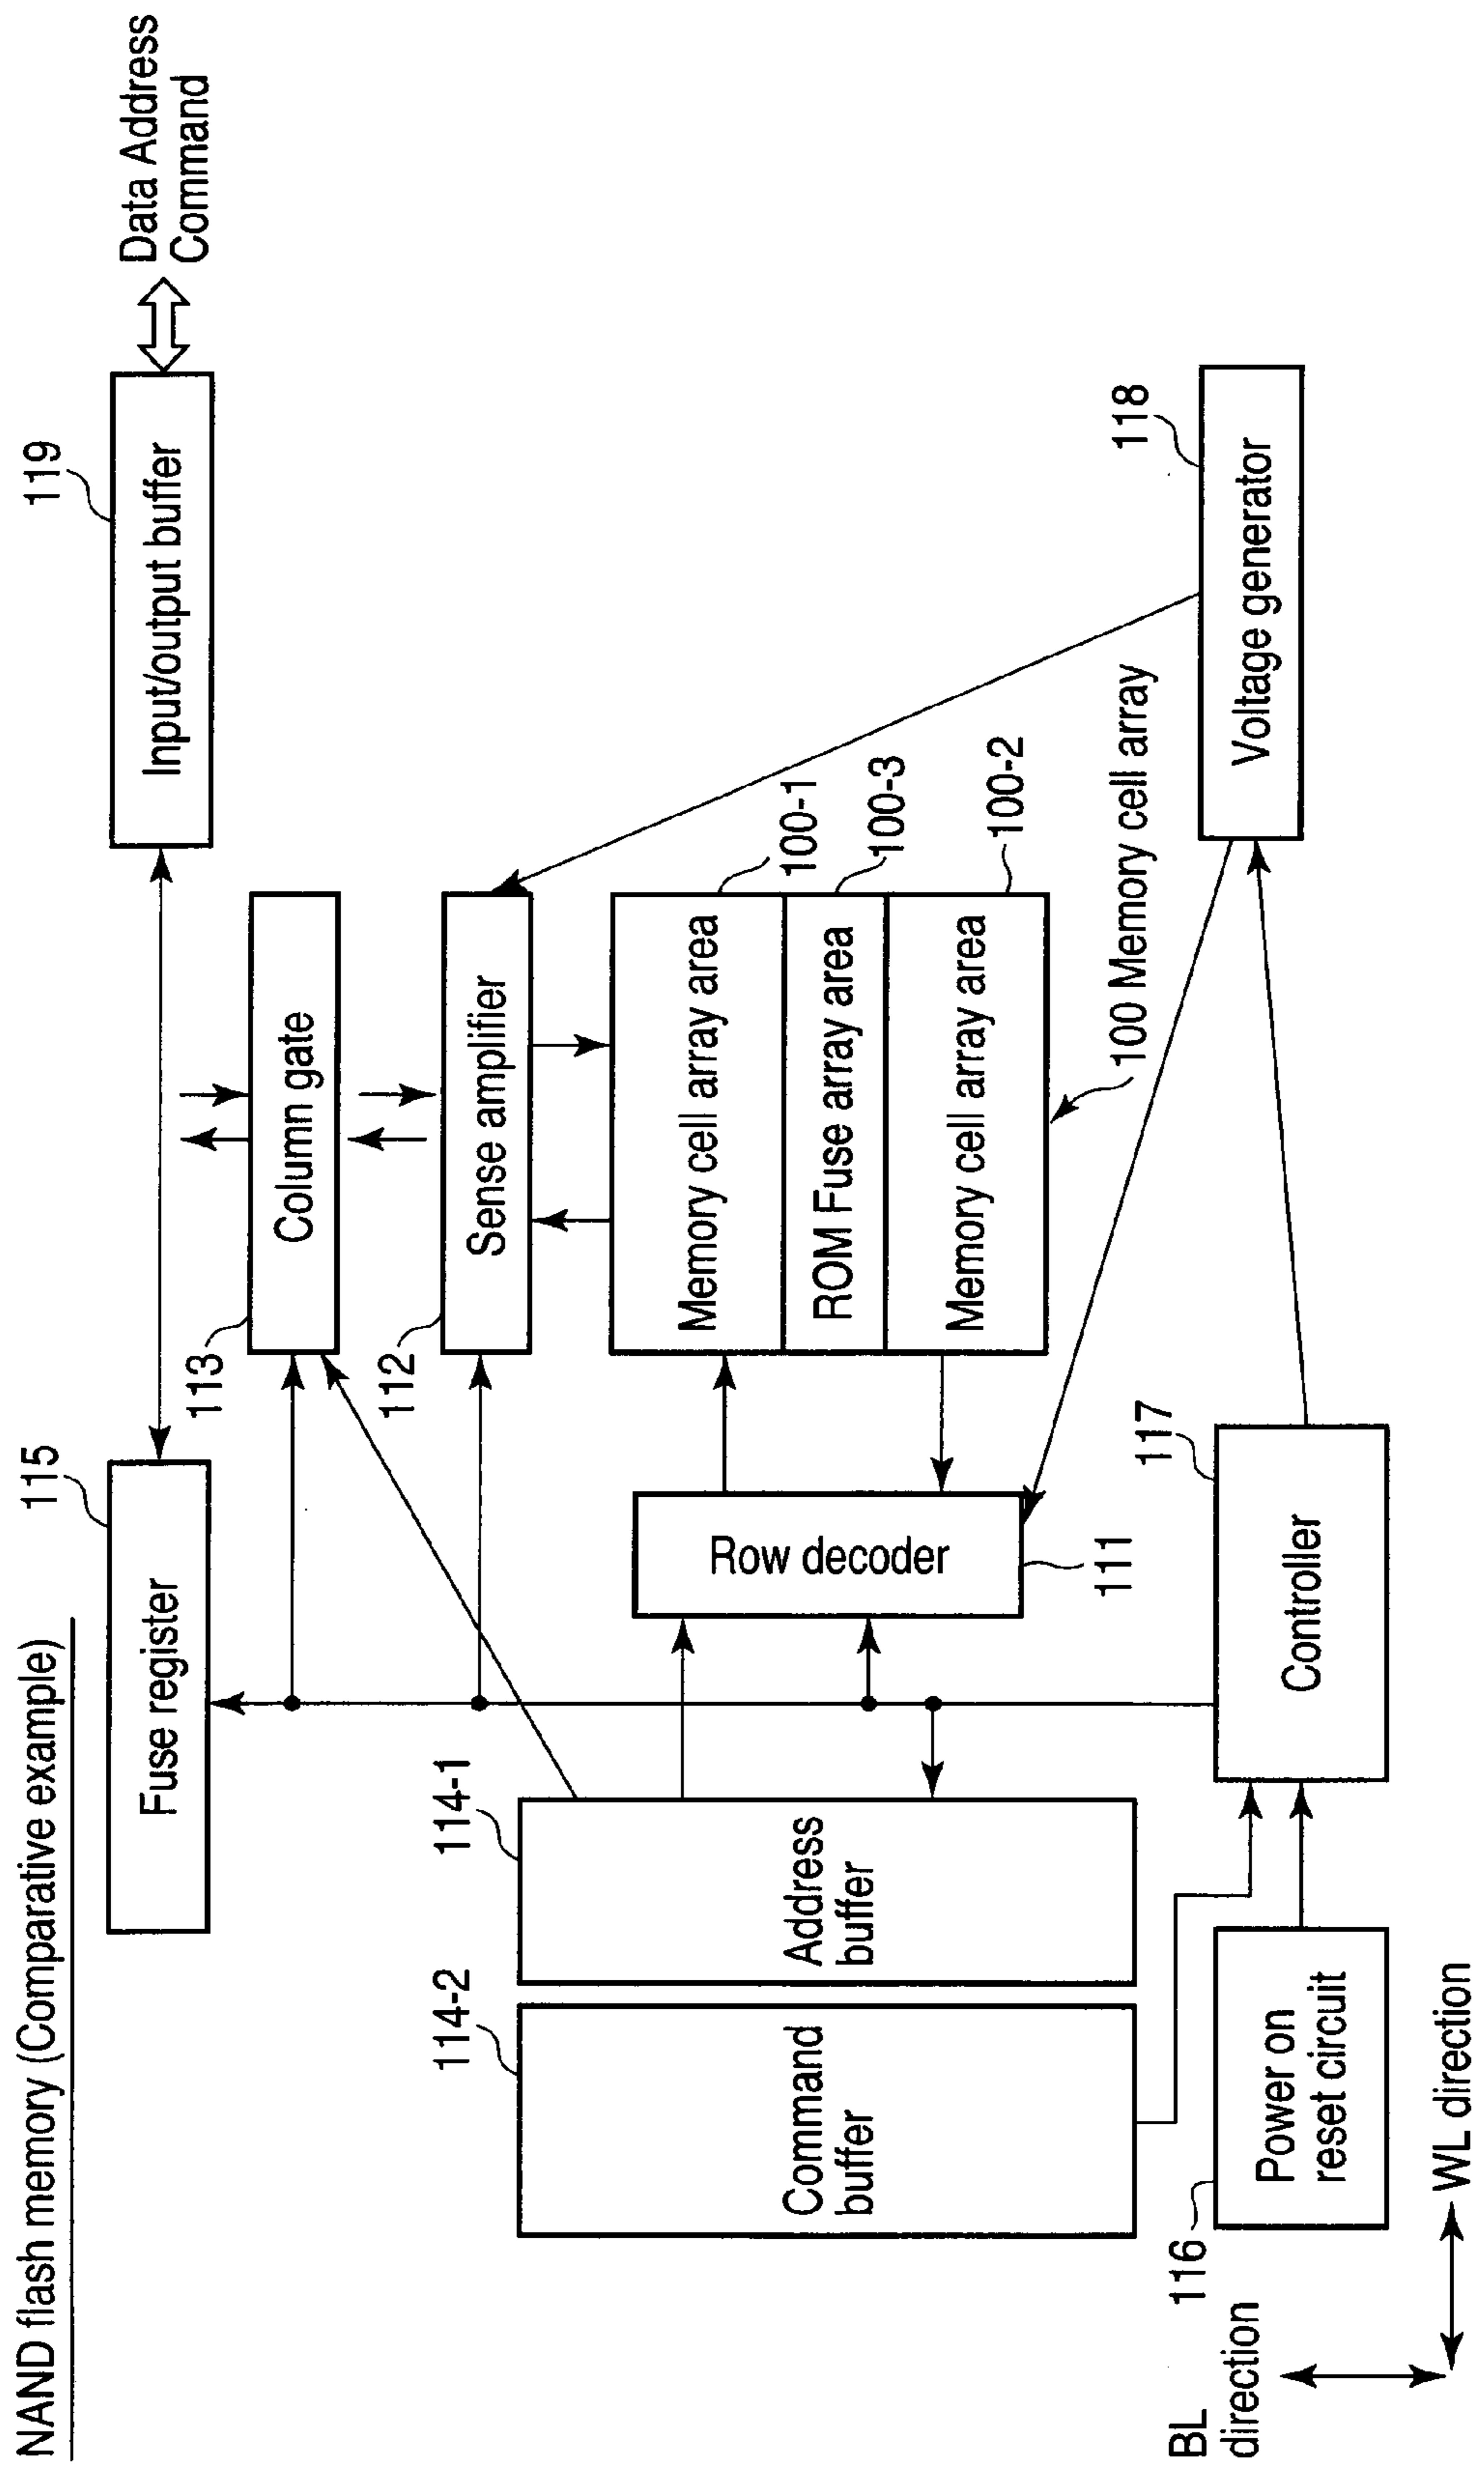 NAND flash memory (Comparative example)
115
Fuse register
119
Input/output buffer
Data Address
Command
113
Column gate
112
Sense amplifier
114-2
Command
buffer
114-1
Address
buffer
Row decoder
111
Memory cell array area
100-1
ROM Fuse array area
100-3
Memory cell array area
100-2
100 Memory cell array
116
Power on
reset circuit
117
Controller
118
Voltage generator
BL
direction
WL direction